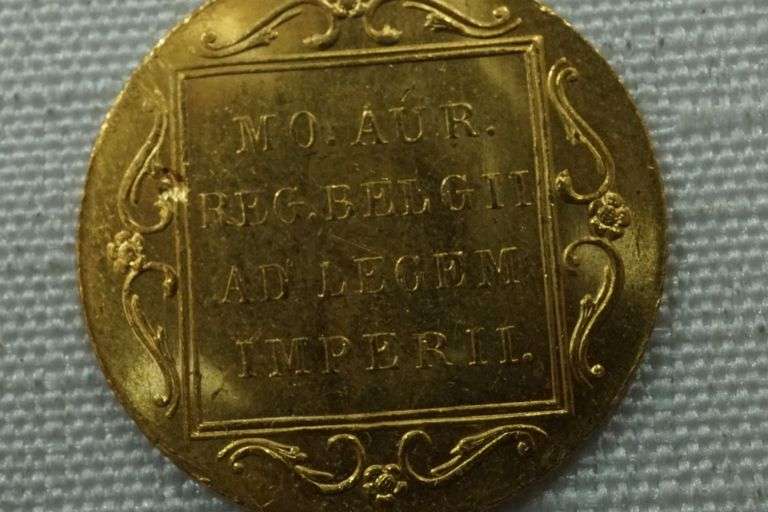 MO. AUR.
REG. BELGII
AD LEGEM
IMPERII.